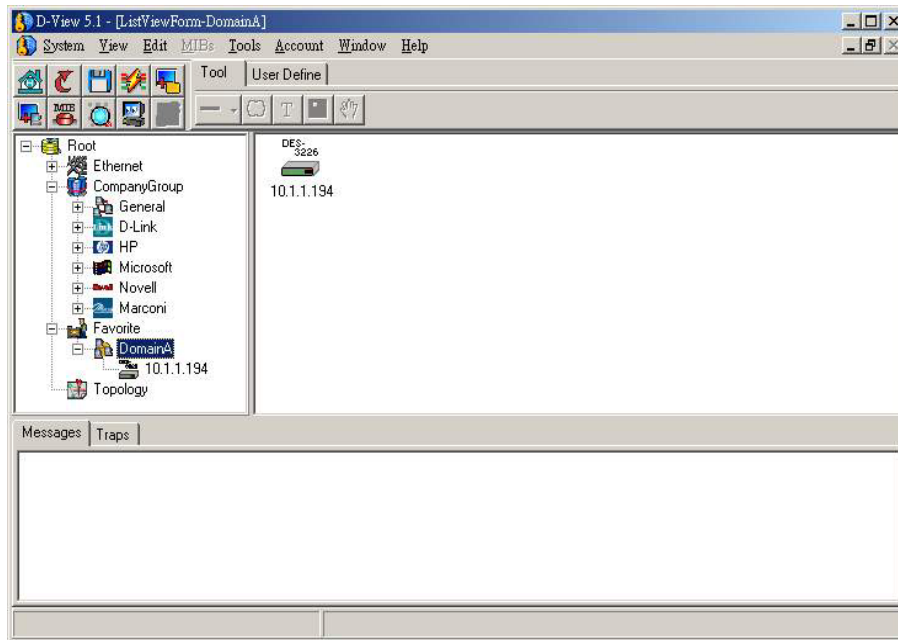 D-View 5.1 - [ListViewForm-DomainA]
System View Edit MIBs Tools Account Window Help
Tool User Define
MIB
T
Root
Ethernet
CompanyGroup
General
D-Link
HP
Microsoft
Novell
Marconi
Favorite
DomainA
10.1.1.194
Topology
DES-
3226
10.1.1.194
Messages Traps